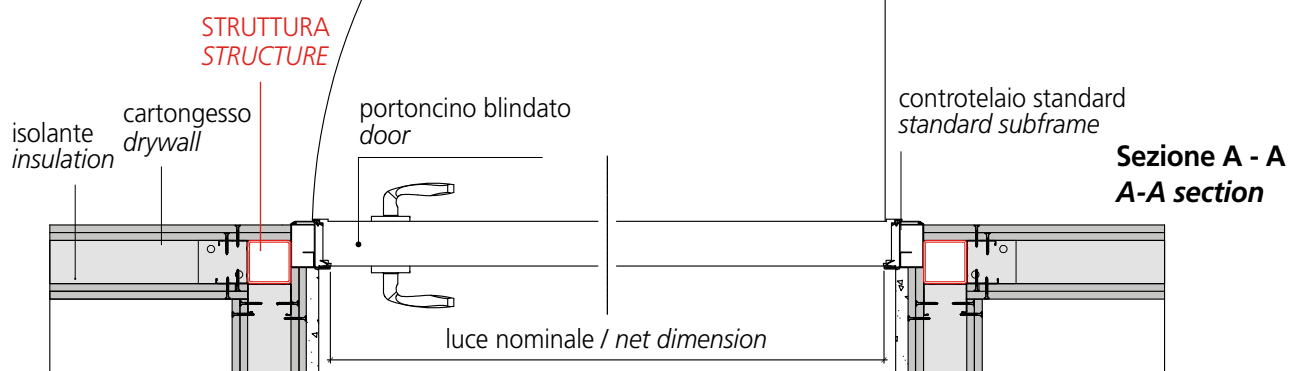 STRUTTURA
STRUCTURE
isolante
insulation
cartongesso
drywall
portoncino blindato
door
controtelaio standard
standard subframe
Sezione A - A
A-A section
luce nominale / net dimension